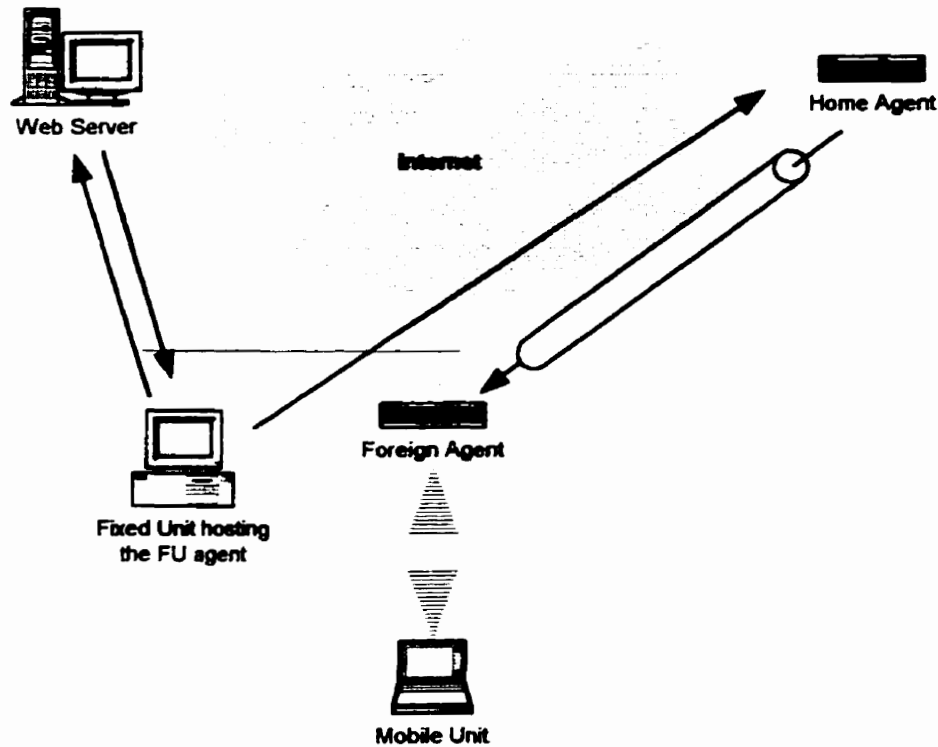 Web Server
Home Agent
Internet
Foreign Agent
Fixed Unit hosting
the FU agent
Mobile Unit